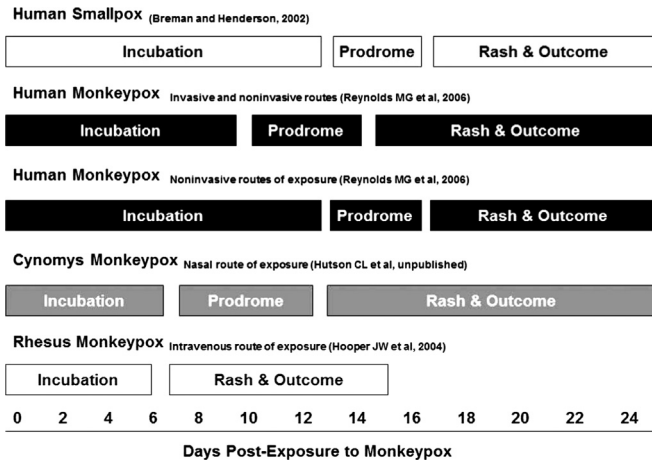 Human Smallpox (Breman and Henderson, 2002)
Incubation Prodrome Rash & Outcome
Human Monkeypox Invasive and noninvasive routes (Reynolds MG et al, 2006)
Incubation Prodrome Rash & Outcome
Human Monkeypox Noninvasive routes of exposure (Reynolds MG et al, 2006)
Incubation Prodrome Rash & Outcome
Cynomys Monkeypox Nasal route of exposure (Hutson CL et al, unpublished)
Incubation Prodrome Rash & Outcome
Rhesus Monkeypox Intravenous route of exposure (Hooper JW et al, 2004)
Incubation Rash & Outcome
0 2 4 6 8 10 12 14 16 18 20 22 24
Days Post-Exposure to Monkeypox